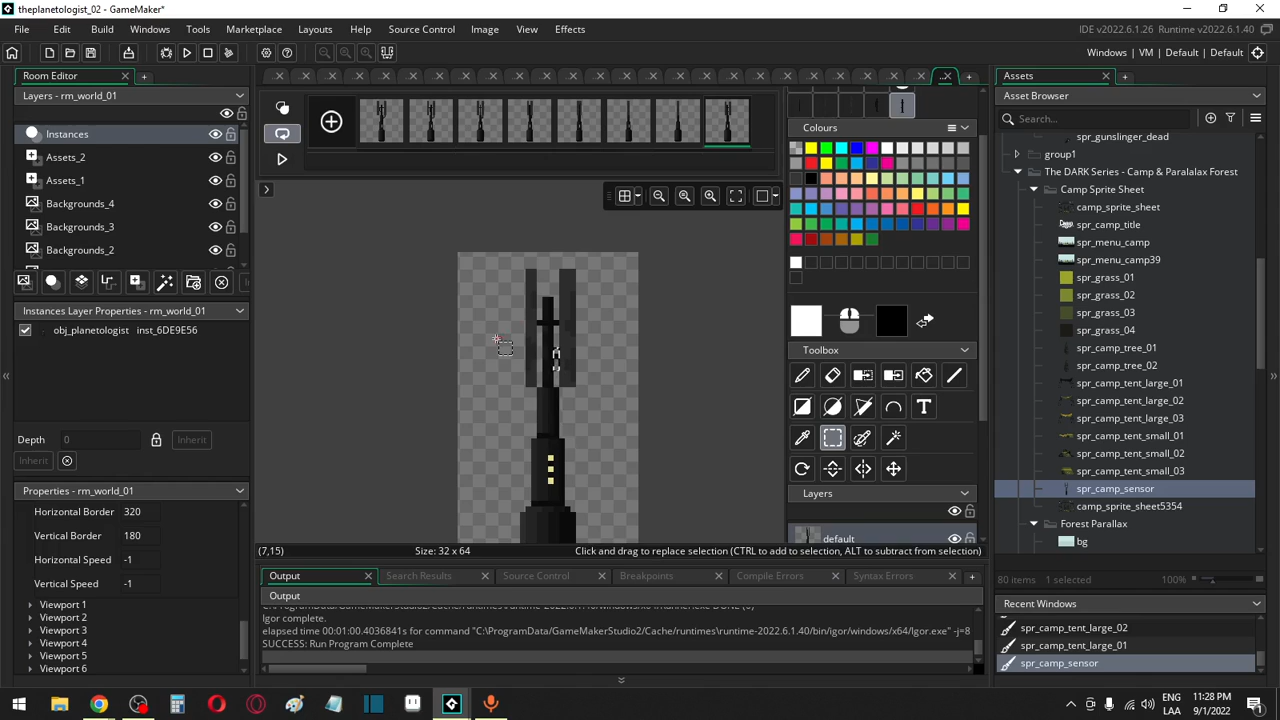 theplanetologist_02 - GameMaker*
File Edit Build Windows Tools Marketplace Layouts Help Source Control Image View Effects
IDE v2022.6.1.26 Runtime v2022.6.1.40
Windows | VM | Default | Default
Room Editor
Layers - rm_world_01
Instances
Assets_2
Assets_1
Backgrounds_4
Backgrounds_3
Backgrounds_2
Instances Layer Properties - rm_world_01
obj_planetologist inst_6DE9E56
Depth 0 Inherit
Inherit
Properties - rm_world_01
Horizontal Border 320
Vertical Border 180
Horizontal Speed -1
Vertical Speed -1
Viewport 1
Viewport 2
Viewport 3
Viewport 4
Viewport 5
Viewport 6
Colours
Toolbox
Layers
default
(7,15) Size: 32 x 64 Click and drag to replace selection (CTRL to add to selection, ALT to subtract from selection)
Output Search Results Source Control Breakpoints Compile Errors Syntax Errors
Output
Igor complete.
elapsed time 00:01:00.4036841s for command "C:\ProgramData/GameMakerStudio2/Cache/runtimes\runtime-2022.6.1.40/bin/igor/windows/x64/Igor.exe" -j=8
SUCCESS: Run Program Complete
Assets
Asset Browser
Search...
spr_gunslinger_dead
group1
The DARK Series - Camp & Paralalax Forest
Camp Sprite Sheet
camp_sprite_sheet
spr_camp_title
spr_menu_camp
spr_menu_camp39
spr_grass_01
spr_grass_02
spr_grass_03
spr_grass_04
spr_camp_tree_01
spr_camp_tree_02
spr_camp_tent_large_01
spr_camp_tent_large_02
spr_camp_tent_large_03
spr_camp_tent_small_01
spr_camp_tent_small_02
spr_camp_tent_small_03
spr_camp_sensor
camp_sprite_sheet5354
Forest Parallax
bg
80 items 1 selected 100%
Recent Windows
spr_camp_tent_large_02
spr_camp_tent_large_01
spr_camp_sensor
ENG
LAA
11:28 PM
9/1/2022